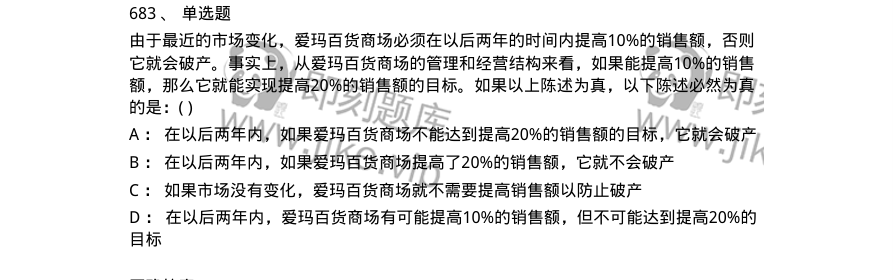 683 、 单选题
由于最近的市场变化，爱玛百货商场必须在以后两年的时间内提高10%的销售额，否则
它就会破产。事实上，从爱玛百货商场的管理和经营结构来看，如果能提高10%的销售
额，那么它就能实现提高20%的销售额的目标。如果以上陈述为真，以下陈述必然为真
的是：( )
A ： 在以后两年内，如果爱玛百货商场不能达到提高20%的销售额的目标，它就会破产
B ： 在以后两年内，如果爱玛百货商场提高了20%的销售额，它就不会破产
C ： 如果市场没有变化，爱玛百货商场就不需要提高销售额以防止破产
D ： 在以后两年内，爱玛百货商场有可能提高10%的销售额，但不可能达到提高20%的
目标
即刻题库
www.jike.vip